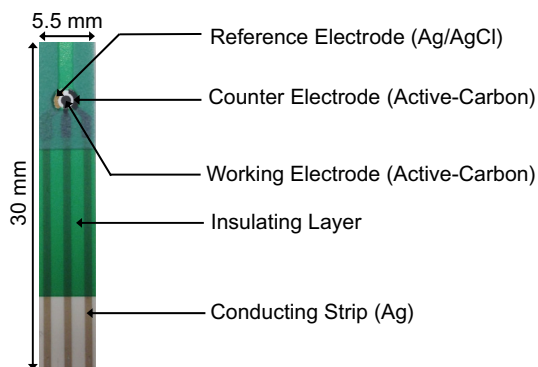 5.5 mm
Reference Electrode (Ag/AgCl)
Counter Electrode (Active-Carbon)
Working Electrode (Active-Carbon)
30 mm
Insulating Layer
Conducting Strip (Ag)